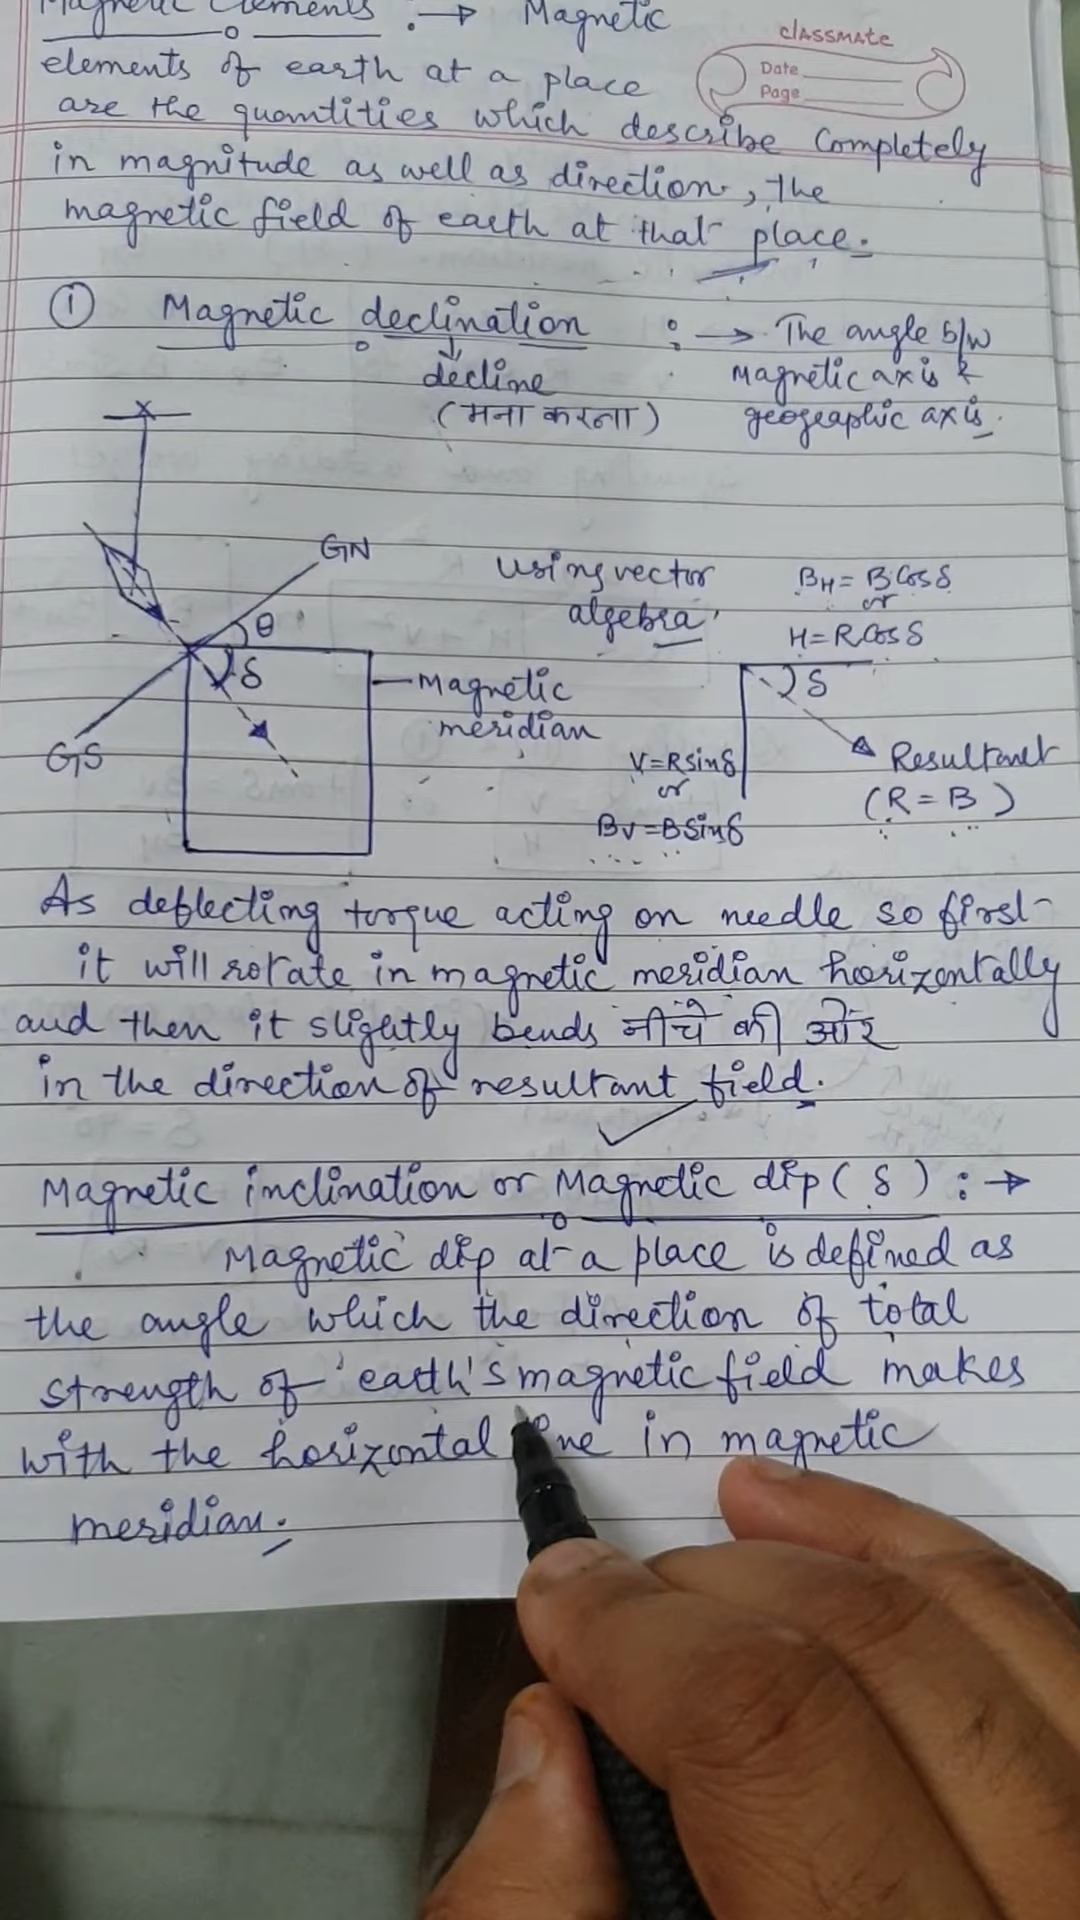 Magnetic Elements :→ Magnetic
classmate
Date
Page
elements of earth at a place
are the quantities which describe completely
in magnitude as well as direction, the
magnetic field of earth at that place.
① Magnetic declination :→ The angle b/w
decline
(मना करना)
magnetic axis &
geographic axis.
GN
θ
δ
GS
Magnetic
meridian
using vector
algebra,
BH = B Cos δ
or
H = R Cos δ
δ
V = R sin δ
or
BV = B Sin δ
Resultant
(R = B)
As deflecting torque acting on needle so first
it will rotate in magnetic meridian horizontally
and then it slightly bends नीचे की ओर
in the direction of resultant field.
Magnetic inclination or Magnetic dip (δ) :→
Magnetic dip at a place is defined as
the angle which the direction of total
strength of earth's magnetic field makes
with the horizontal line in magnetic
meridian.